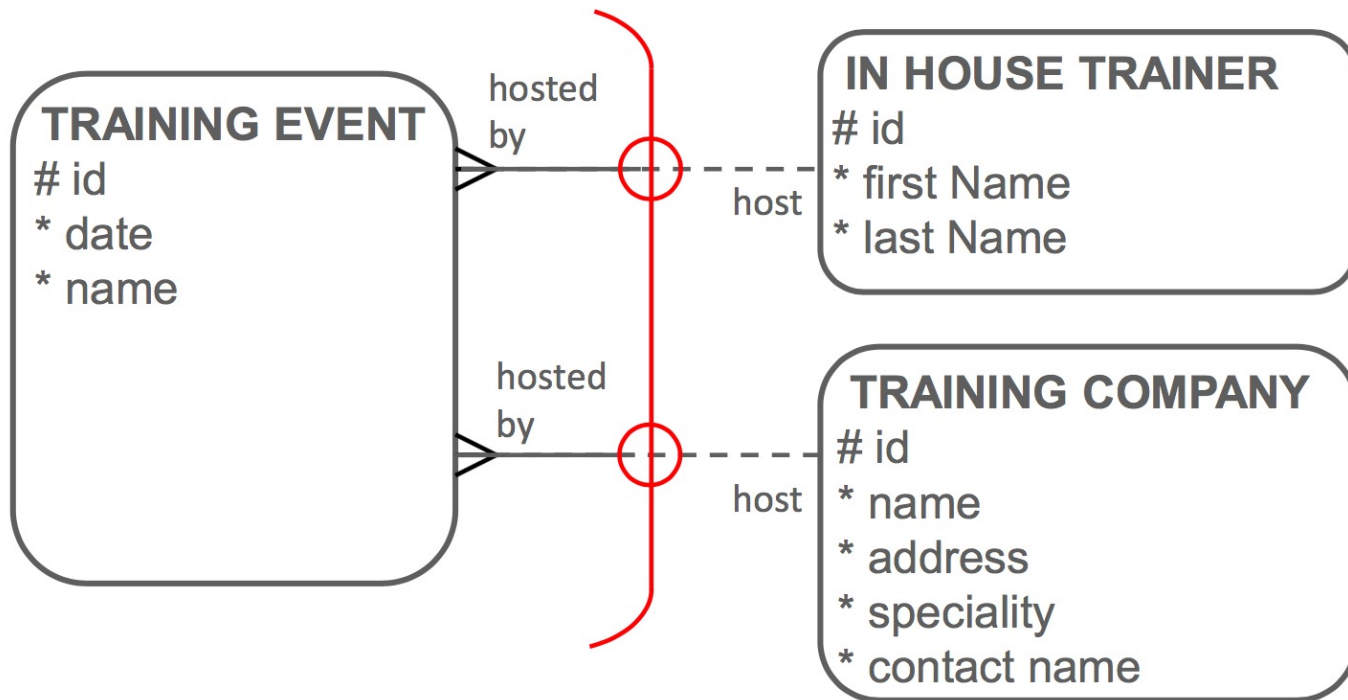 TRAINING EVENT
# id
* date
* name
hosted
by
host
hosted
by
host
IN HOUSE TRAINER
# id
* first Name
* last Name
TRAINING COMPANY
# id
* name
* address
* speciality
* contact name